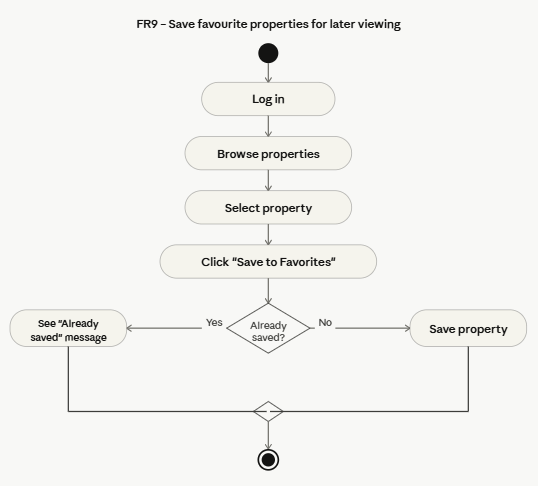 FR9 – Save favourite properties for later viewing
Log in
Browse properties
Select property
Click "Save to Favorites"
Already
saved?
Yes
No
See "Already
saved" message
Save property